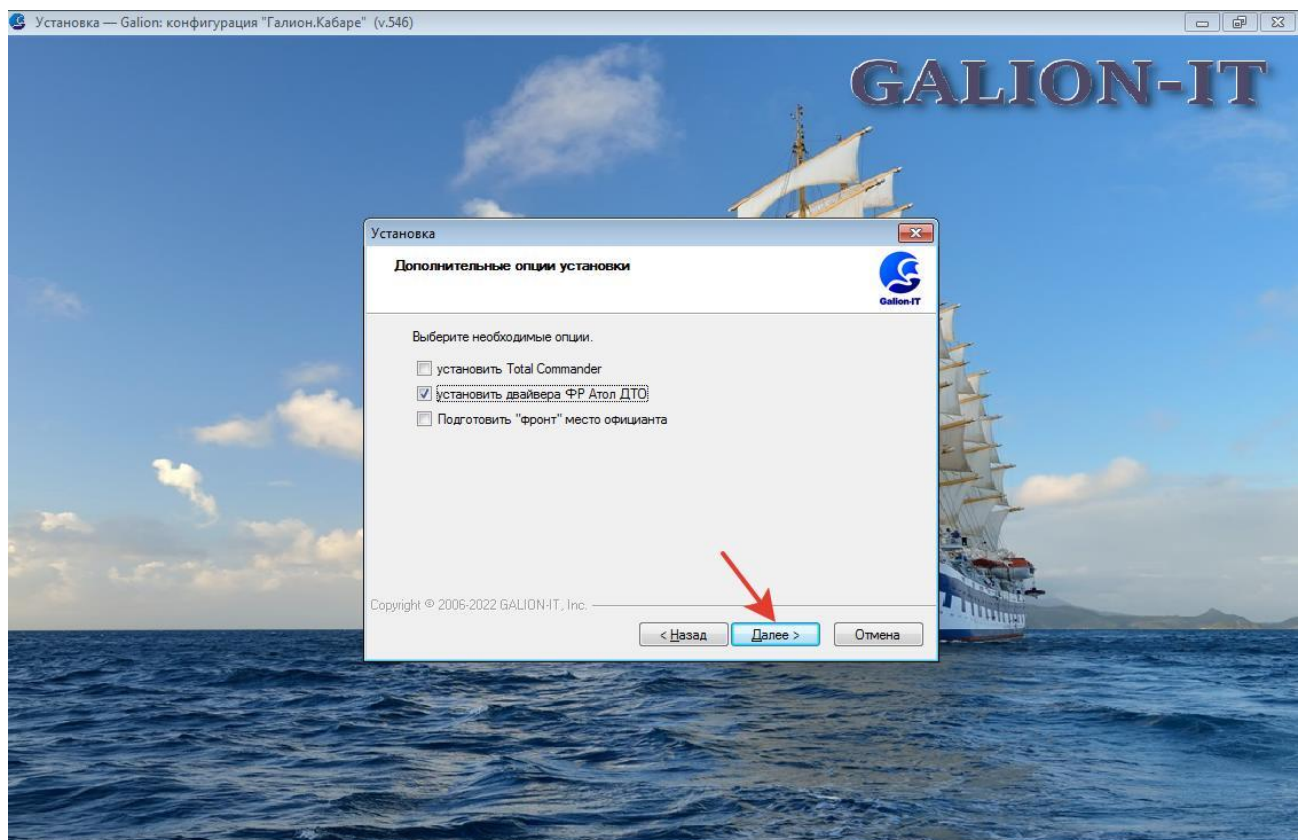 Установка — Galion: конфигурация "Галион.Кабаре" (v.546)
GALION-IT
Установка
Дополнительные опции установки
Galion-IT
Выберите необходимые опции.
установить Total Commander
установить двайвера ФР Атол ДТО
Подготовить "фронт" место официанта
Copyright © 2006-2022 GALION-IT, Inc.
< Назад
Далее >
Отмена